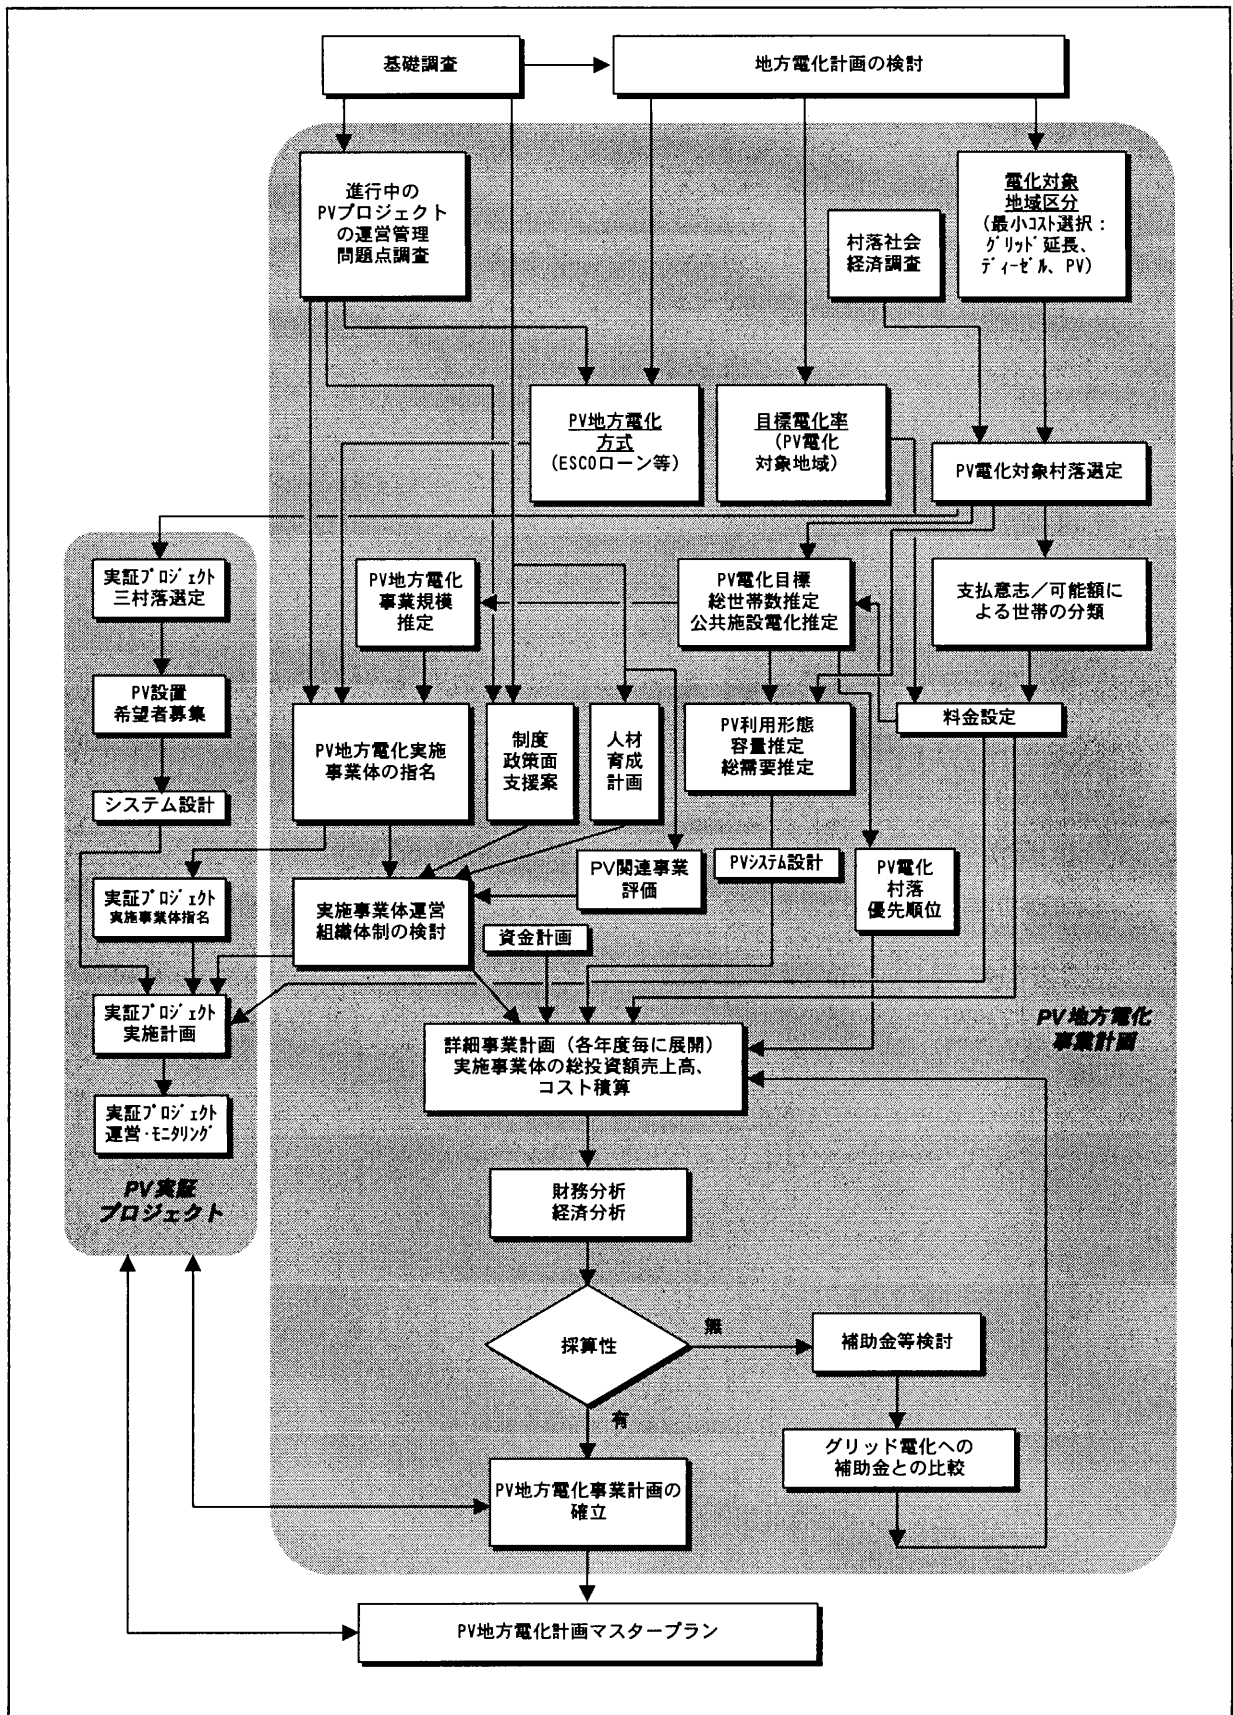 基礎調査
地方電化計画の検討
進行中の
PVプロジェクト
の運営管理
問題点調査
電化対象
地域区分
(最小コスト選択：
グリッド延長、
ディーゼル、PV)
村落社会
経済調査
PV地方電化
方式
(ESCOローン等)
目標電化率
(PV電化
対象地域)
PV電化対象村落選定
実証プロジェクト
三村落選定
PV地方電化
事業規模
推定
PV電化目標
総世帯数推定
公共施設電化推定
支払意志／可能額に
よる世帯の分類
PV設置
希望者募集
PV地方電化実施
事業体の指名
制度
政策面
支援案
人材
育成
計画
PV利用形態
容量推定
総需要推定
料金設定
システム設計
PV関連事業
評価
PVシステム設計
PV電化
村落
優先順位
実証プロジェクト
実施事業体指名
実施事業体運営
組織体制の検討
資金計画
実証プロジェクト
実施計画
詳細事業計画（各年度毎に展開）
実施事業体の総投資額売上高、
コスト積算
PV地方電化
事業計画
実証プロジェクト
運営・モニタリング
PV実証
プロジェクト
財務分析
経済分析
採算性
無
補助金等検討
有
グリッド電化への
補助金との比較
PV地方電化事業計画の
確立
PV地方電化計画マスタープラン